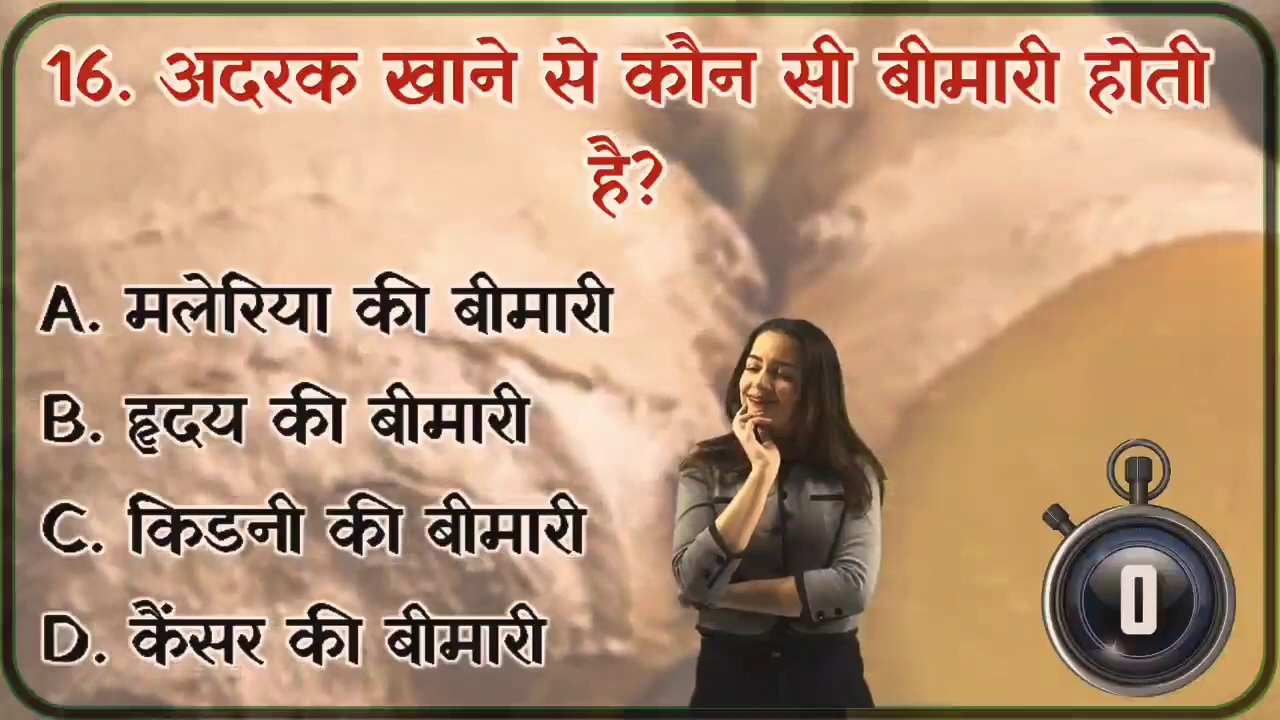 16. अदरक खाने से कौन सी बीमारी होती
है?
A. मलेरिया की बीमारी
B. हृदय की बीमारी
C. किडनी की बीमारी
D. कैंसर की बीमारी
0